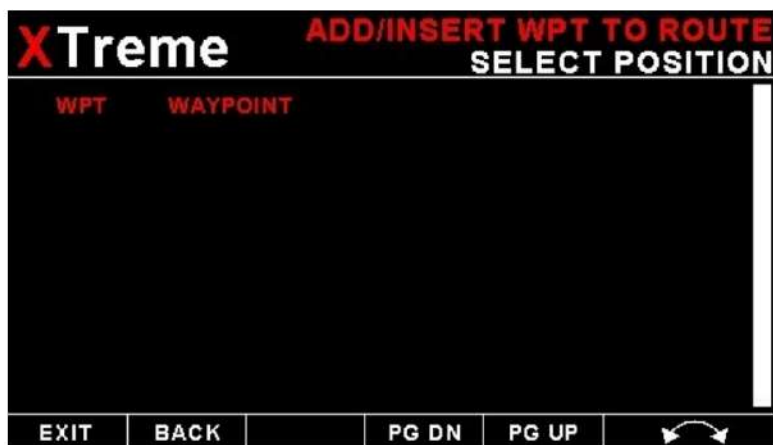 XTreme
ADD/INSERT WPT TO ROUTE
SELECT POSITION
WPT WAYPOINT
EXIT BACK PG DN PG UP